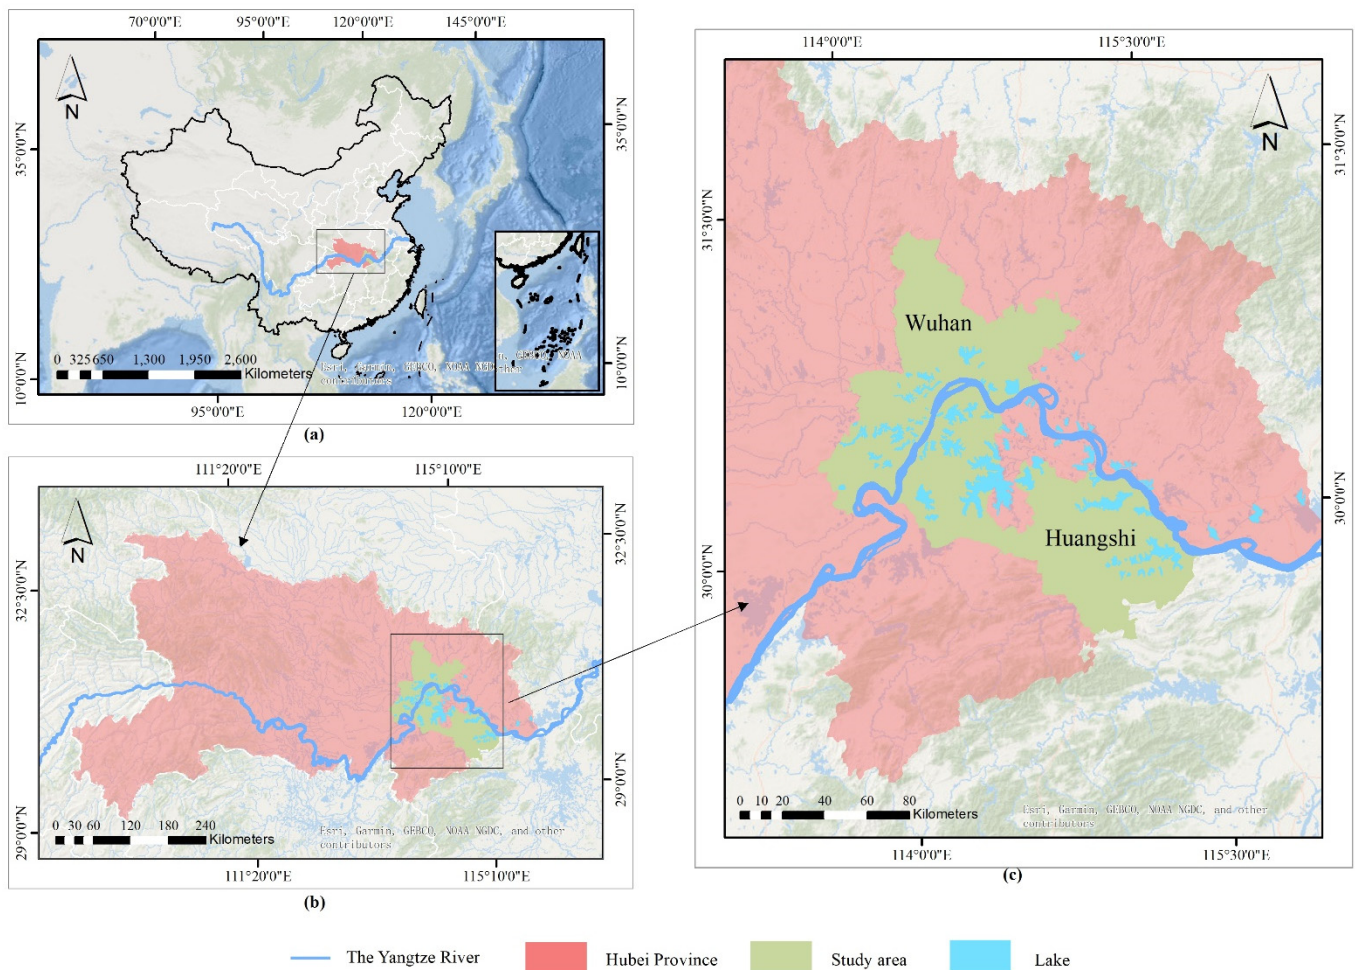 70°0'0"E 95°0'0"E 120°0'0"E 145°0'0"E
35°0'0"N
35°0'0"N
10°0'0"N
10°0'0"N
N
0 325 650 1,300 1,950 2,600
Kilometers
Esri, Garmin, GEBCO, NOAA NGDC
contributors
95°0'0"E 120°0'0"E
(a)
111°20'0"E 115°10'0"E
32°30'0"N
32°30'0"N
29°0'0"N
29°0'0"N
N
0 30 60 120 180 240
Kilometers
Esri, Garmin, GEBCO, NOAA NGDC, and other
contributors
111°20'0"E 115°10'0"E
(b)
114°0'0"E 115°30'0"E
31°30'0"N
31°30'0"N
30°0'0"N
30°0'0"N
N
Wuhan
Huangshi
0 10 20 40 60 80
Kilometers
Esri, Garmin, GEBCO, NOAA NGDC, and other
contributors
114°0'0"E 115°30'0"E
(c)
The Yangtze River Hubei Province Study area Lake